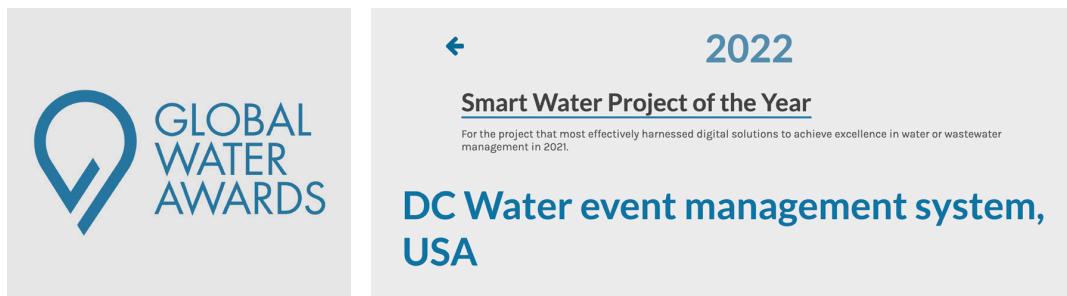 GLOBAL
WATER
AWARDS
2022
Smart Water Project of the Year
For the project that most effectively harnessed digital solutions to achieve excellence in water or wastewater
management in 2021.
DC Water event management system,
USA